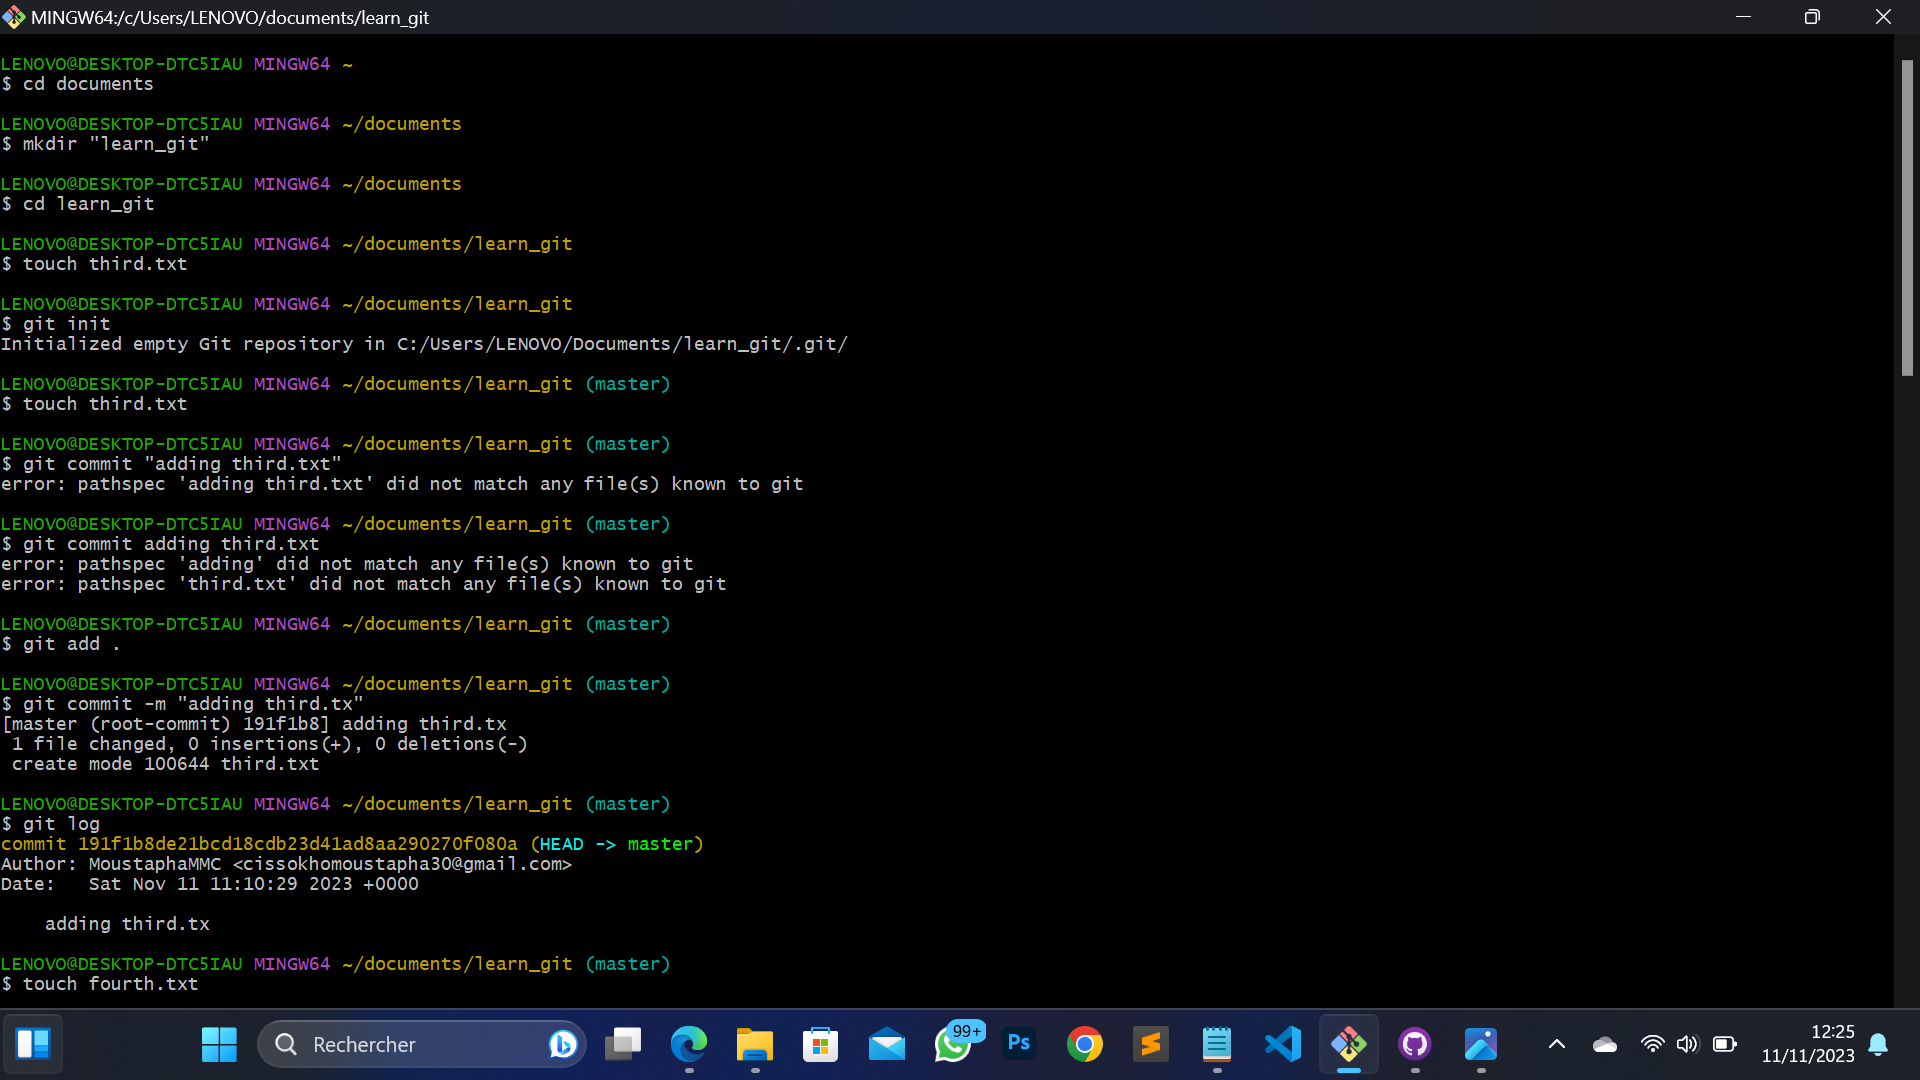 MINGW64:/c/Users/LENOVO/documents/learn_git
LENOVO@DESKTOP-DTC5IAU MINGW64 ~
$ cd documents
LENOVO@DESKTOP-DTC5IAU MINGW64 ~/documents
$ mkdir "learn_git"
LENOVO@DESKTOP-DTC5IAU MINGW64 ~/documents
$ cd learn_git
LENOVO@DESKTOP-DTC5IAU MINGW64 ~/documents/learn_git
$ touch third.txt
LENOVO@DESKTOP-DTC5IAU MINGW64 ~/documents/learn_git
$ git init
Initialized empty Git repository in C:/Users/LENOVO/Documents/learn_git/.git/
LENOVO@DESKTOP-DTC5IAU MINGW64 ~/documents/learn_git (master)
$ touch third.txt
LENOVO@DESKTOP-DTC5IAU MINGW64 ~/documents/learn_git (master)
$ git commit "adding third.txt"
error: pathspec 'adding third.txt' did not match any file(s) known to git
LENOVO@DESKTOP-DTC5IAU MINGW64 ~/documents/learn_git (master)
$ git commit adding third.txt
error: pathspec 'adding' did not match any file(s) known to git
error: pathspec 'third.txt' did not match any file(s) known to git
LENOVO@DESKTOP-DTC5IAU MINGW64 ~/documents/learn_git (master)
$ git add .
LENOVO@DESKTOP-DTC5IAU MINGW64 ~/documents/learn_git (master)
$ git commit -m "adding third.tx"
[master (root-commit) 191f1b8] adding third.tx
1 file changed, 0 insertions(+), 0 deletions(-)
create mode 100644 third.txt
LENOVO@DESKTOP-DTC5IAU MINGW64 ~/documents/learn_git (master)
$ git log
commit 191f1b8de21bcd18cdb23d41ad8aa290270f080a (HEAD -> master)
Author: MoustaphaMMC <cissokhomoustapha30@gmail.com>
Date:   Sat Nov 11 11:10:29 2023 +0000
adding third.tx
LENOVO@DESKTOP-DTC5IAU MINGW64 ~/documents/learn_git (master)
$ touch fourth.txt
Rechercher
99+
Ps
12:25
11/11/2023